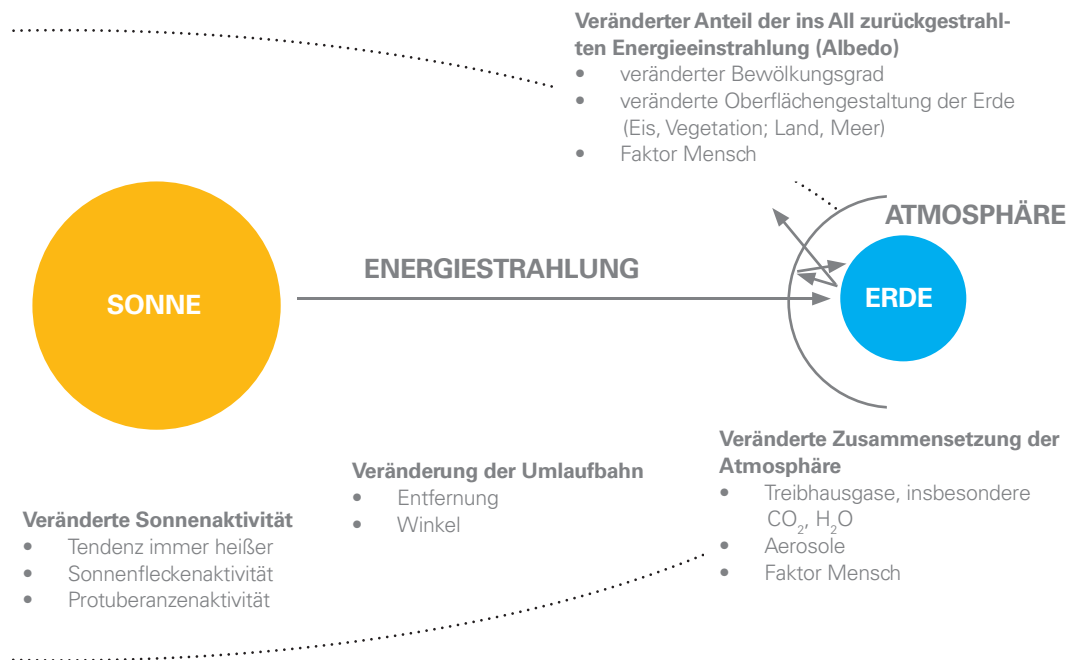 Veränderter Anteil der ins All zurückgestrahl-
ten Energieeinstrahlung (Albedo)
• veränderter Bewölkungsgrad
• veränderte Oberflächengestaltung der Erde
(Eis, Vegetation; Land, Meer)
• Faktor Mensch
ATMOSPHÄRE
ENERGIESTRAHLUNG
SONNE
ERDE
Veränderte Zusammensetzung der
Atmosphäre
• Treibhausgase, insbesondere
CO₂, H₂O
• Aerosole
• Faktor Mensch
Veränderung der Umlaufbahn
• Entfernung
• Winkel
Veränderte Sonnenaktivität
• Tendenz immer heißer
• Sonnenfleckenaktivität
• Protuberanzenaktivität